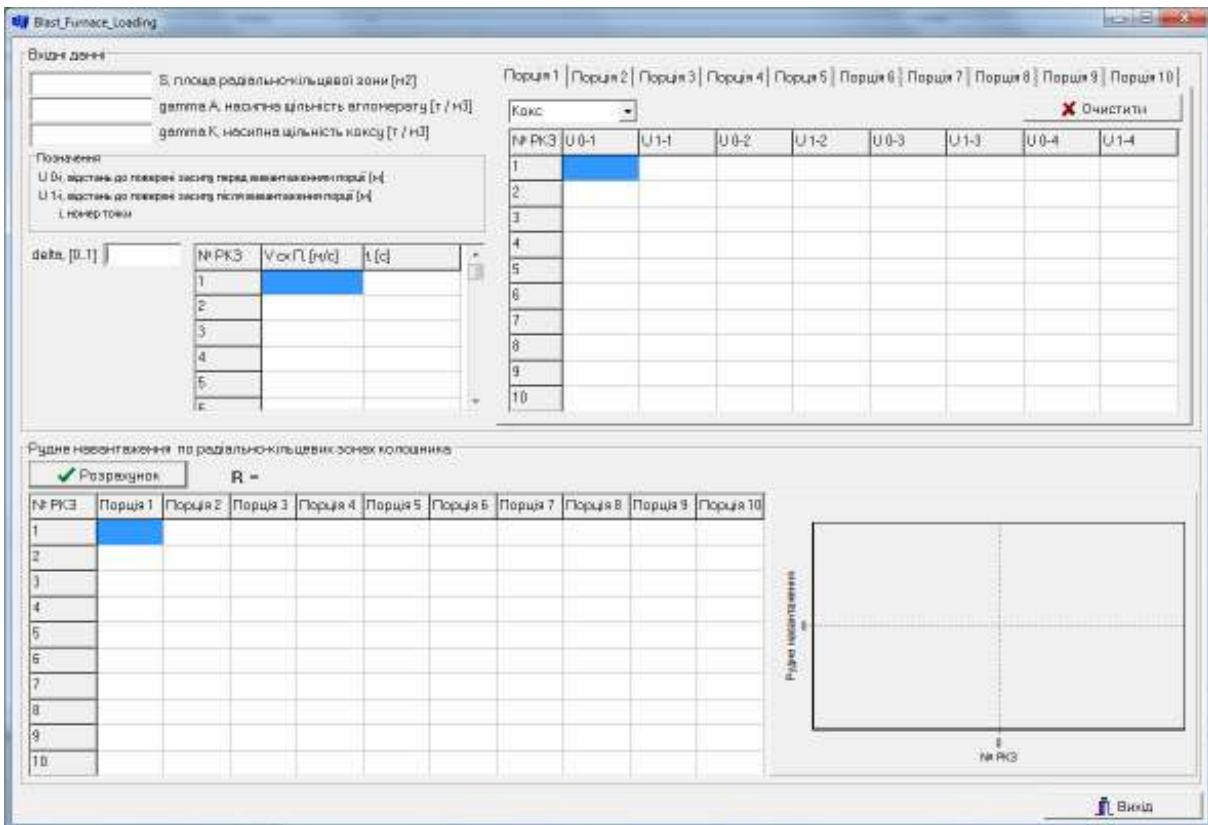 Blast_Furnace_Loading
Вхідні данні
S, площа радіально-кільцевої зони [м2]
gamma A, насипна щільність агломерату [т / м3]
gamma K, насипна щільність коксу [т / м3]
Позначення
U 0-i, відстань до поверхні засипу перед вивантаженням порції [м]
U 1-i, відстань до поверхні засипу після вивантаження порції [м]
i, номер точки
delta, [0..1]
№ РКЗ V сх П, [м/с] t, [с]
1
2
3
4
5
6
Порція 1 Порція 2 Порція 3 Порція 4 Порція 5 Порція 6 Порція 7 Порція 8 Порція 9 Порція 10
Кокс Очистити
№ РКЗ U 0-1 U 1-1 U 0-2 U 1-2 U 0-3 U 1-3 U 0-4 U 1-4
1
2
3
4
5
6
7
8
9
10
Рудне навантаження по радіально-кільцевих зонах колошника
Розрахунок R =
№ РКЗ Порція 1 Порція 2 Порція 3 Порція 4 Порція 5 Порція 6 Порція 7 Порція 8 Порція 9 Порція 10
1
2
3
4
5
6
7
8
9
10
Рудне навантаження
0
0
№ РКЗ
Вихід